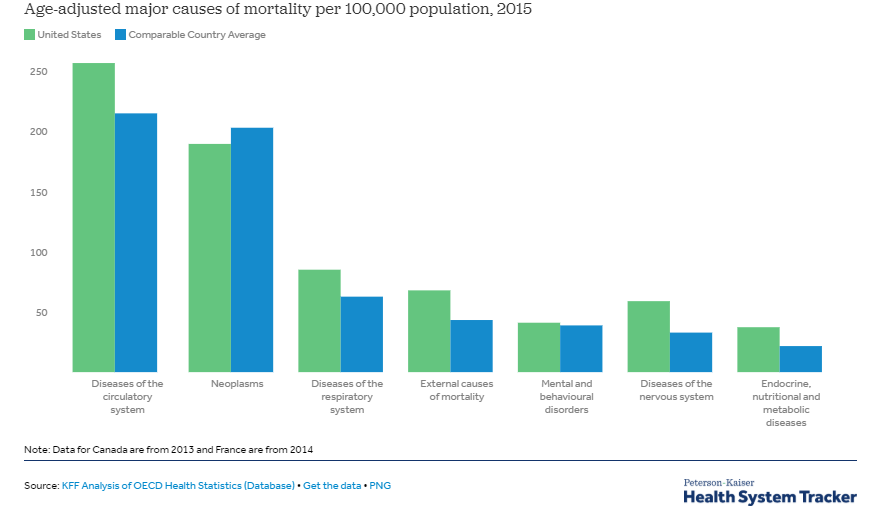 Age-adjusted major causes of mortality per 100,000 population, 2015
United States Comparable Country Average
250
200
150
100
50
Diseases of the circulatory system
Neoplasms
Diseases of the respiratory system
External causes of mortality
Mental and behavioural disorders
Diseases of the nervous system
Endocrine, nutritional and metabolic diseases
Note: Data for Canada are from 2013 and France are from 2014
Source: KFF Analysis of OECD Health Statistics (Database) • Get the data • PNG
Peterson-Kaiser
Health System Tracker